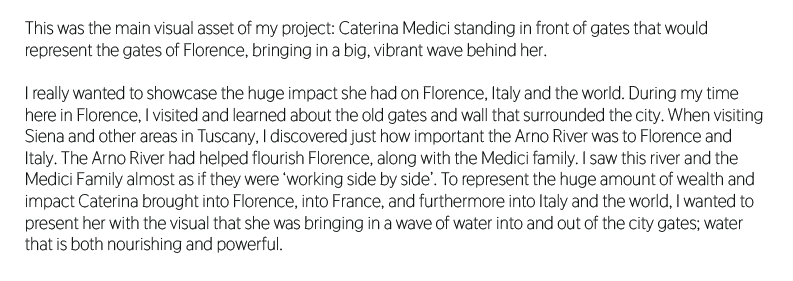 This was the main visual asset of my project: Caterina Medici standing in front of gates that would
represent the gates of Florence, bringing in a big, vibrant wave behind her.
I really wanted to showcase the huge impact she had on Florence, Italy and the world. During my time
here in Florence, I visited and learned about the old gates and wall that surrounded the city. When visiting
Siena and other areas in Tuscany, I discovered just how important the Arno River was to Florence and
Italy. The Arno River had helped flourish Florence, along with the Medici family. I saw this river and the
Medici Family almost as if they were ‘working side by side’. To represent the huge amount of wealth and
impact Caterina brought into Florence, into France, and furthermore into Italy and the world, I wanted to
present her with the visual that she was bringing in a wave of water into and out of the city gates; water
that is both nourishing and powerful.